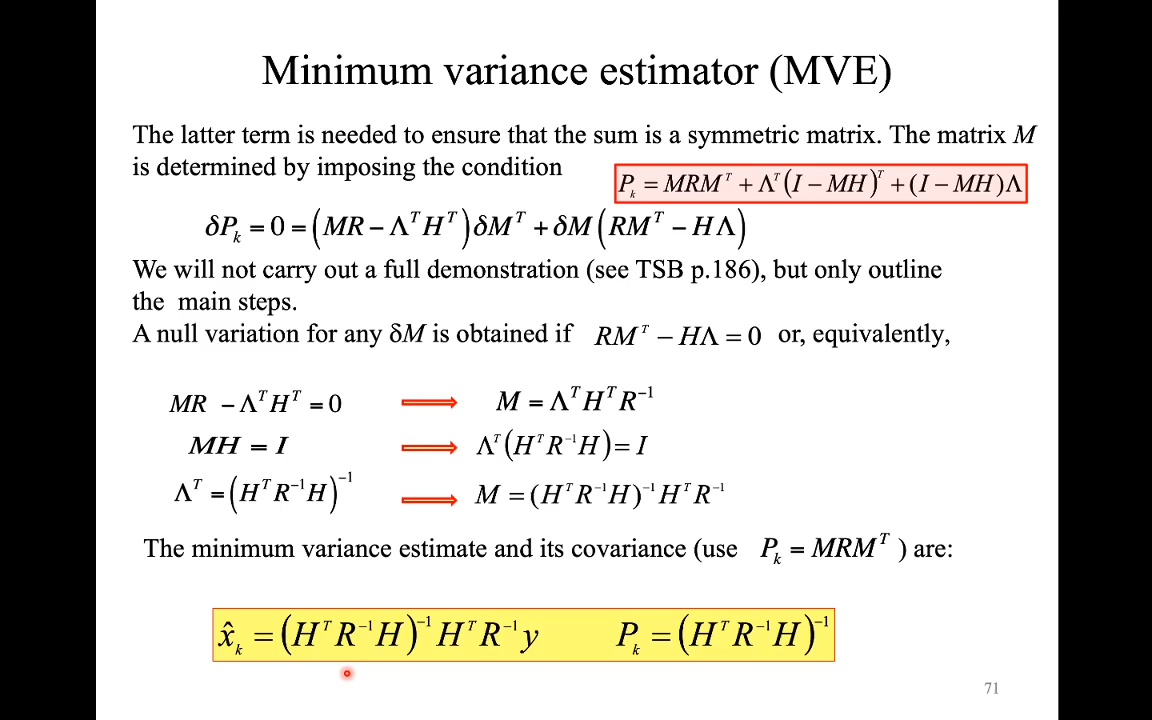 Minimum variance estimator (MVE)
The latter term is needed to ensure that the sum is a symmetric matrix. The matrix M
is determined by imposing the condition
P_k = MRM^T + Λ^T (I − MH)^T + (I − MH)Λ
δP_k = 0 = (MR − Λ^T H^T) δM^T + δM (RM^T − HΛ)
We will not carry out a full demonstration (see TSB p.186), but only outline
the main steps.
A null variation for any δM is obtained if RM^T − HΛ = 0 or, equivalently,
MR − Λ^T H^T = 0 ⟹ M = Λ^T H^T R^−1
MH = I ⟹ Λ^T (H^T R^−1 H) = I
Λ^T = (H^T R^−1 H)^−1 ⟹ M = (H^T R^−1 H)^−1 H^T R^−1
The minimum variance estimate and its covariance (use P_k = MRM^T ) are:
x̂_k = (H^T R^−1 H)^−1 H^T R^−1 y P_k = (H^T R^−1 H)^−1
71